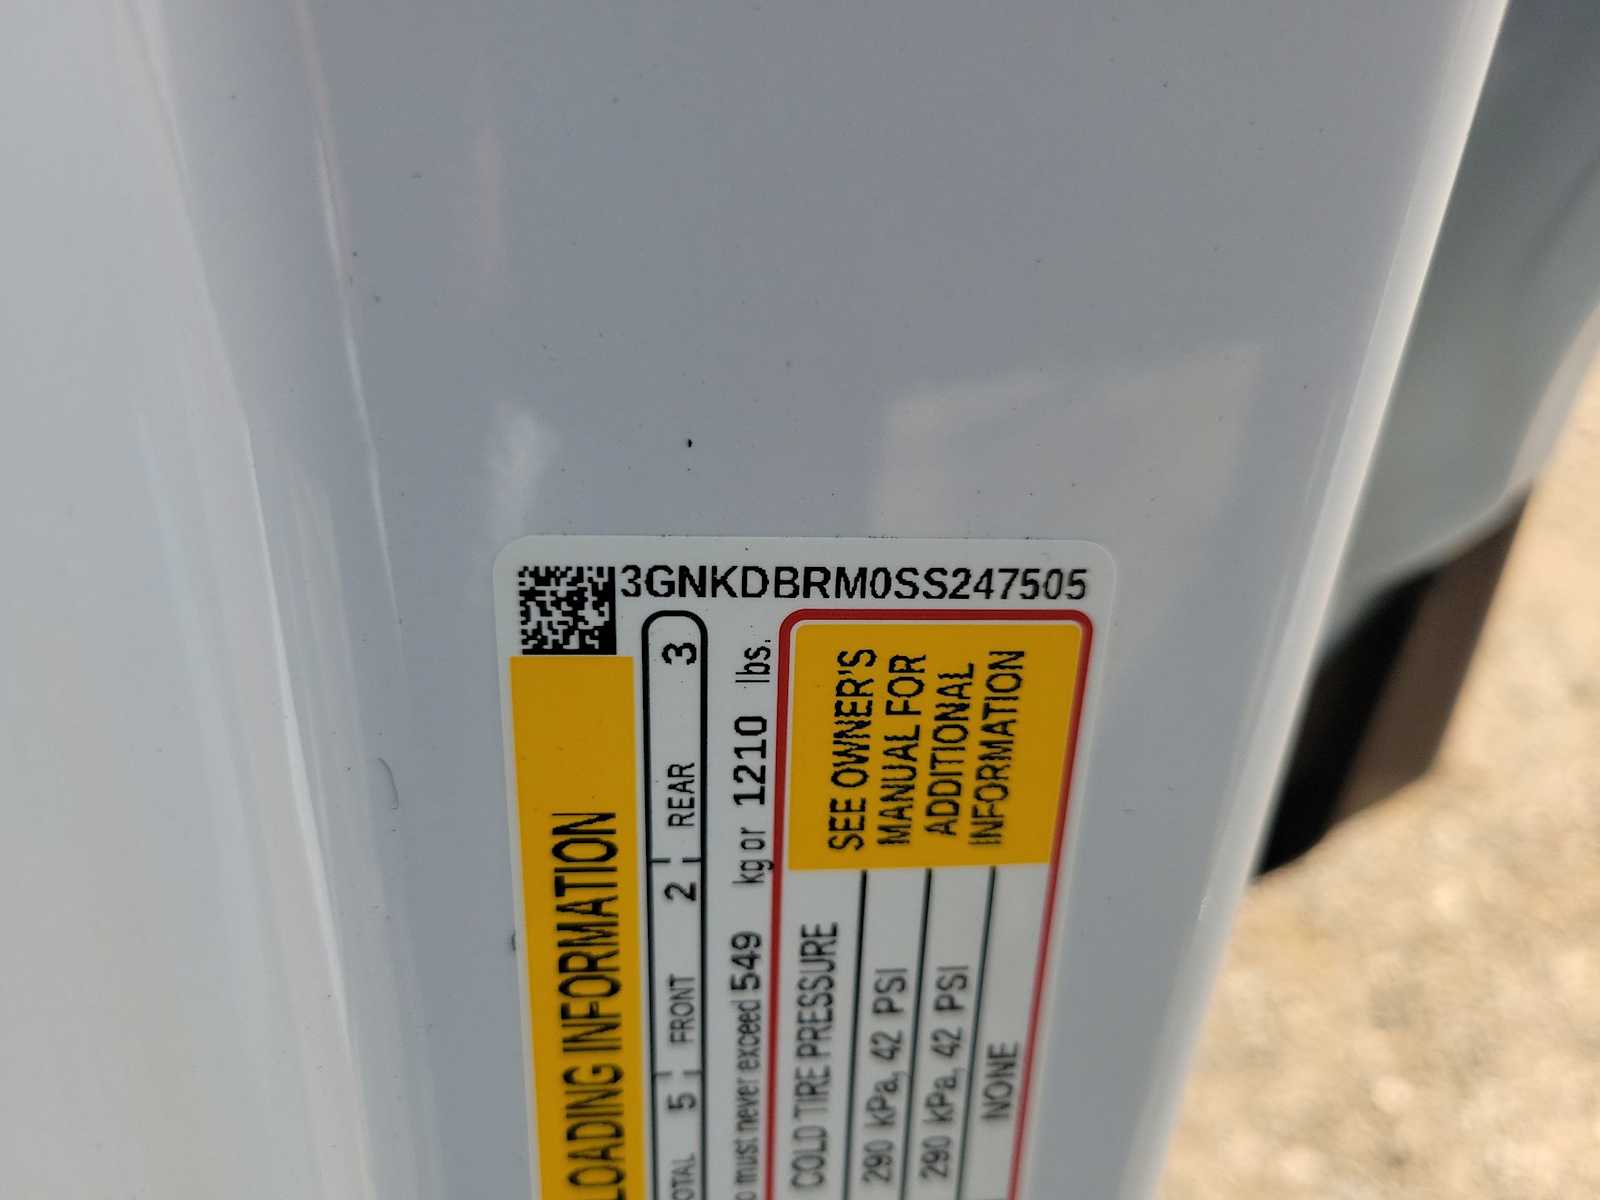 3GNKDBRM0SS247505
LOADING INFORMATION
5 FRONT 2 REAR 3
must never exceed 549 kg or 1210 lbs.
COLD TIRE PRESSURE
290 kPa, 42 PSI
290 kPa, 42 PSI
NONE
SEE OWNER'S
MANUAL FOR
ADDITIONAL
INFORMATION